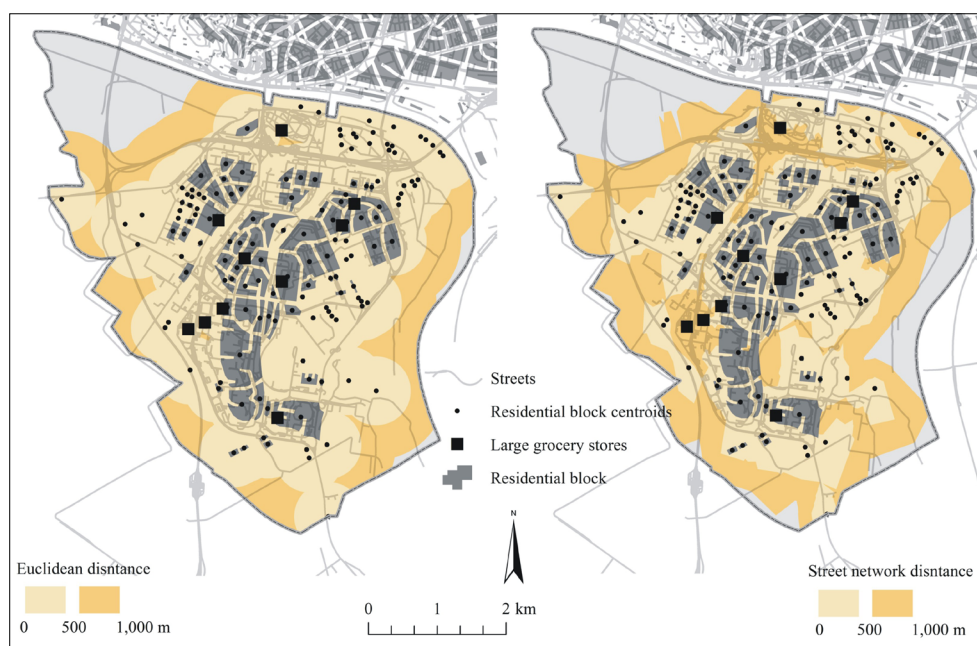 Streets
Residential block centroids
Large grocery stores
Residential block
N
Euclidean disntance
0 500 1,000 m
0 1 2 km
Street network disntance
0 500 1,000 m